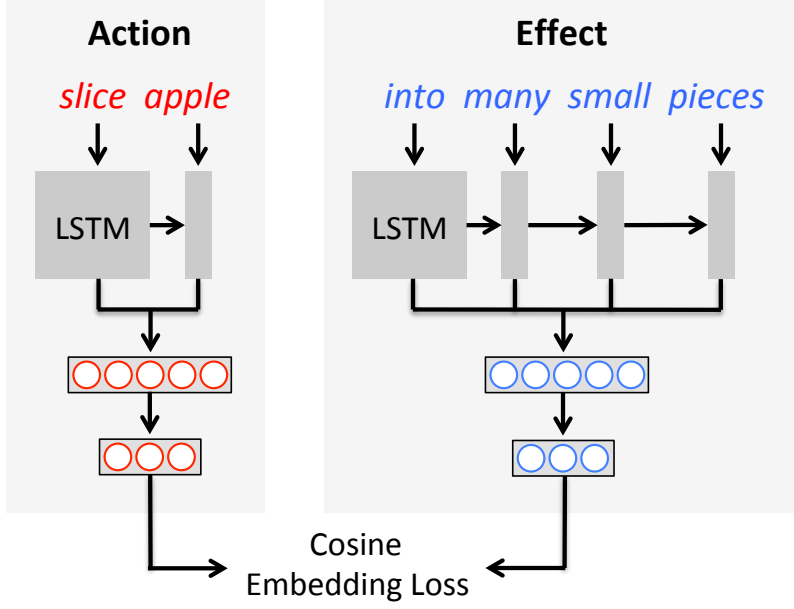 Action
slice apple
LSTM
Effect
into many small pieces
LSTM
Cosine
Embedding Loss